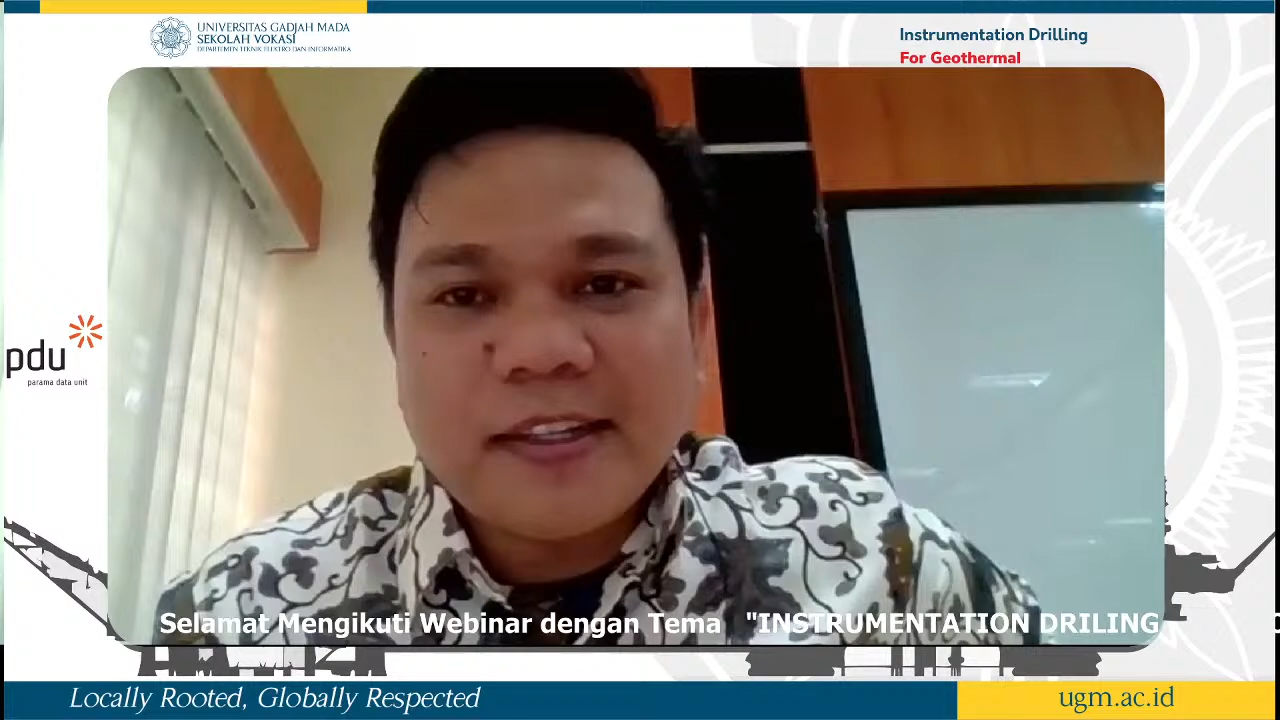 UNIVERSITAS GADJAH MADA
SEKOLAH VOKASI
DEPARTEMEN TEKNIK ELEKTRO DAN INFORMATIKA
Instrumentation Drilling
For Geothermal
pdu
parama data unit
Selamat Mengikuti Webinar dengan Tema "INSTRUMENTATION DRILING
Locally Rooted, Globally Respected
ugm.ac.id